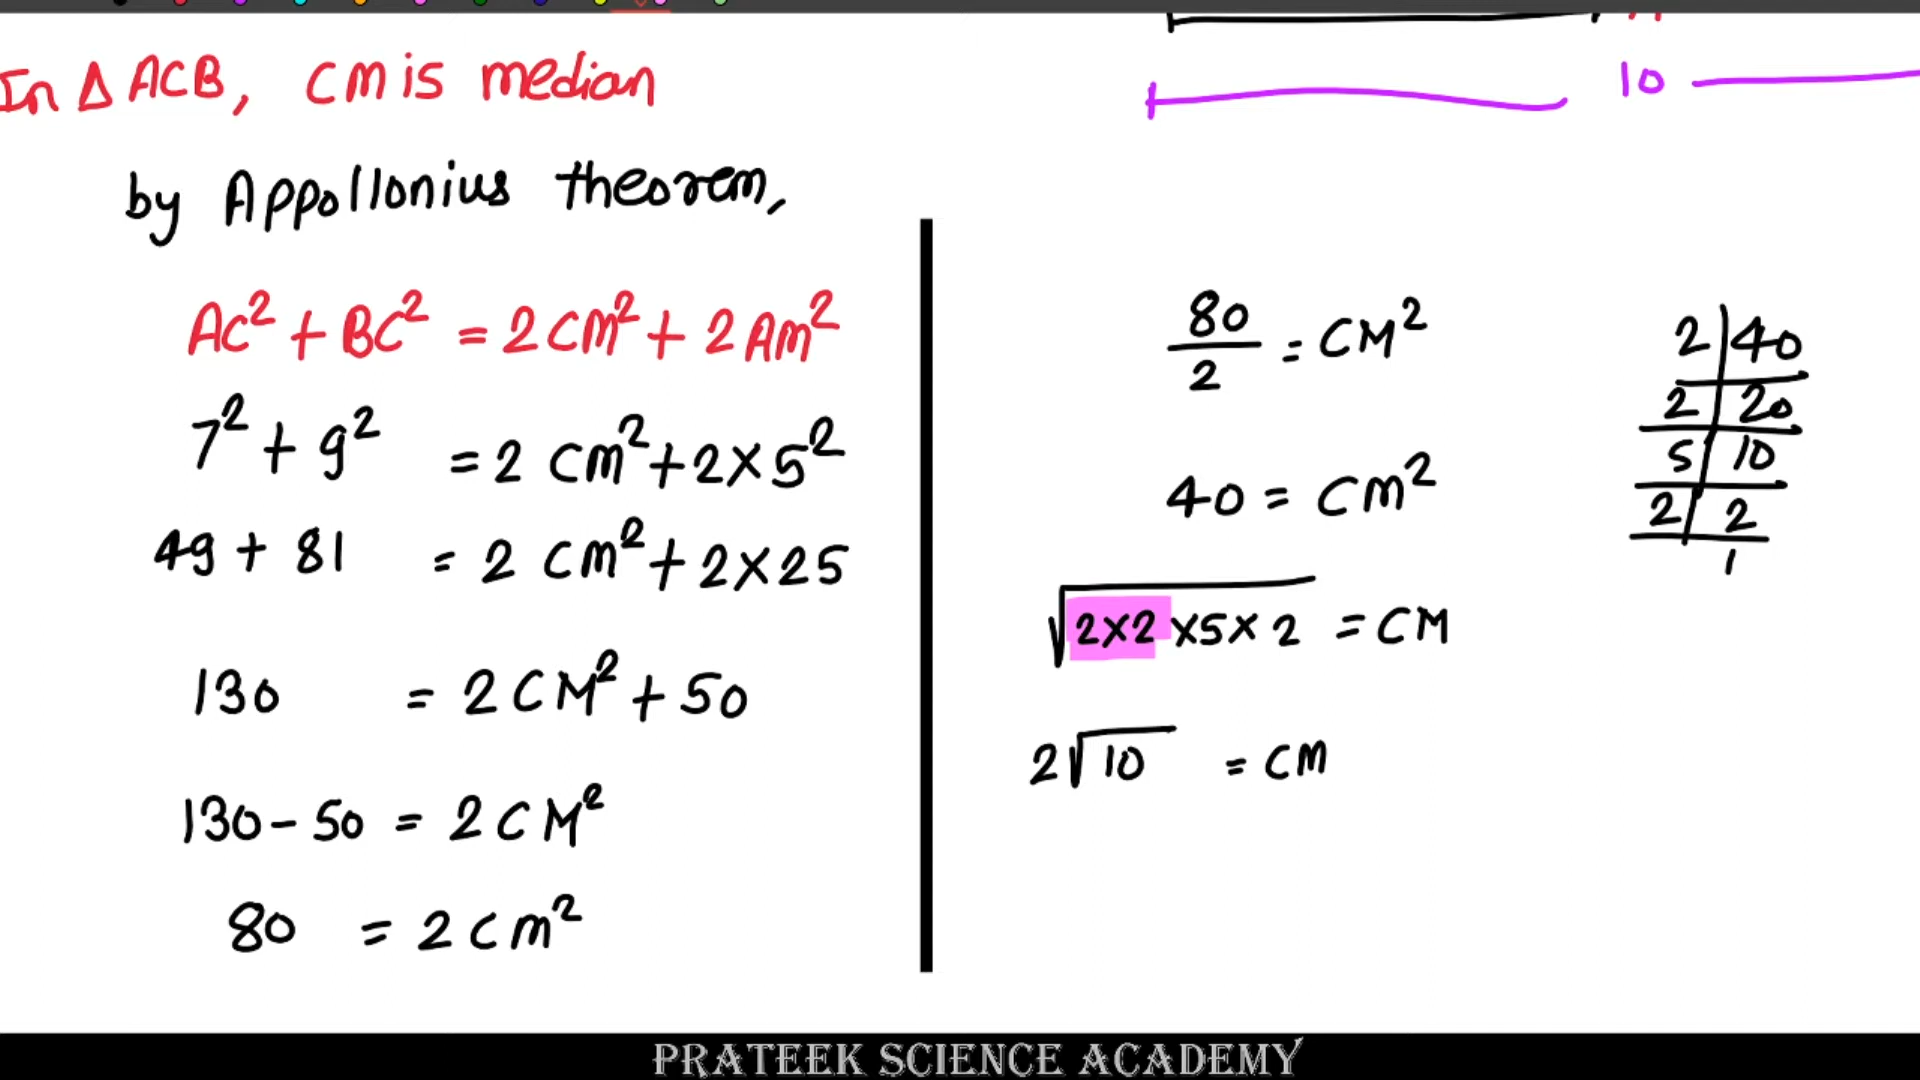 In Δ ACB, CM is median
10
by Appollonius theorem,
AC² + BC² = 2CM² + 2AM²
7² + 9² = 2 CM² + 2×5²
49 + 81 = 2 CM² + 2×25
130 = 2CM² + 50
130 - 50 = 2CM²
80 = 2CM²
80/2 = CM²
40 = CM²
√2×2×5×2 = CM
2√10 = CM
2 | 40
2 | 20
5 | 10
2 | 2
1
PRATEEK SCIENCE ACADEMY